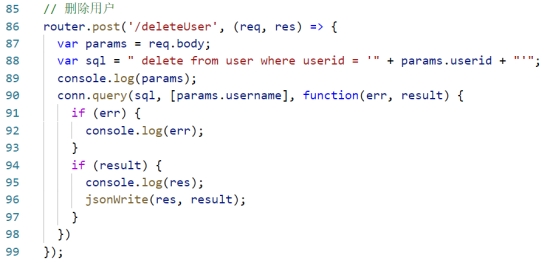 85 // 删除用户
86 router.post('/deleteUser', (req, res) => {
87 var params = req.body;
88 var sql = " delete from user where userid = '" + params.userid + "'";
89 console.log(params);
90 conn.query(sql, [params.username], function(err, result) {
91 if (err) {
92 console.log(err);
93 }
94 if (result) {
95 console.log(res);
96 jsonWrite(res, result);
97 }
98 })
99 });